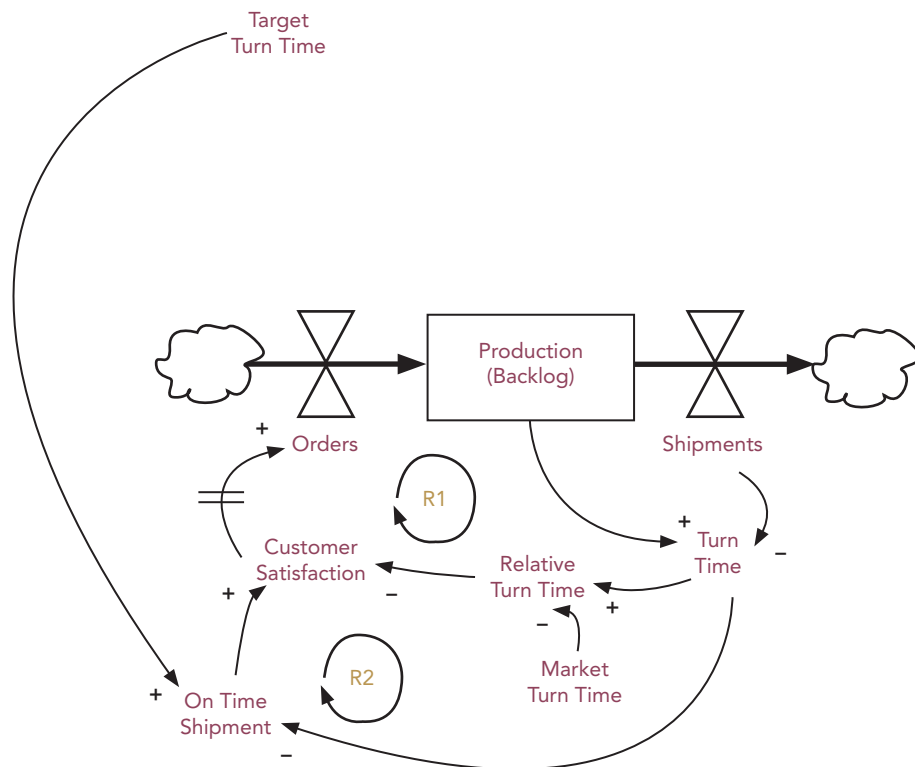 Target
Turn Time
Production
(Backlog)
+
Orders
Shipments
R1
+
Turn
Time
-
Customer
Satisfaction
Relative
Turn Time
+
-
+
-
Market
Turn Time
R2
+
On Time
Shipment
-